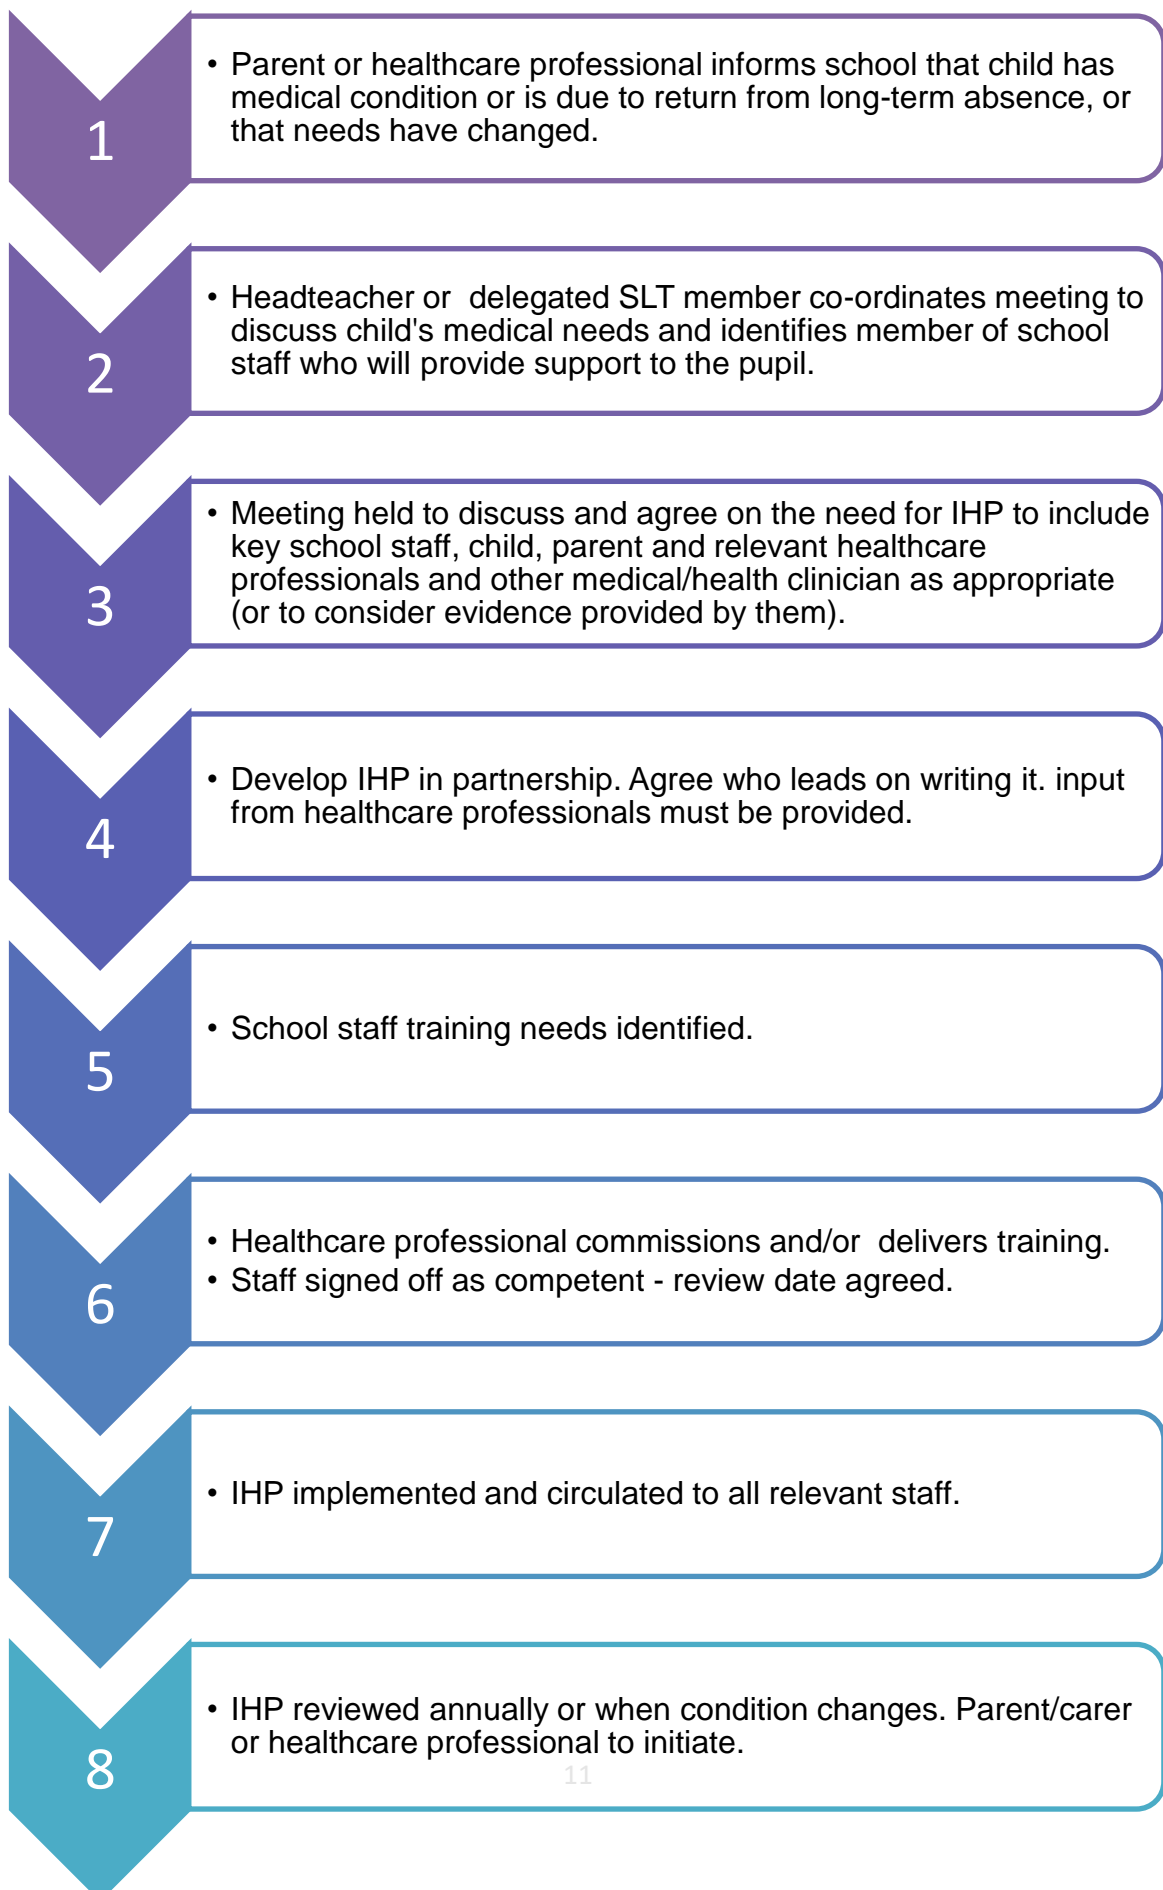 1
• Parent or healthcare professional informs school that child has
medical condition or is due to return from long-term absence, or
that needs have changed.
2
• Headteacher or  delegated SLT member co-ordinates meeting to
discuss child's medical needs and identifies member of school
staff who will provide support to the pupil.
3
• Meeting held to discuss and agree on the need for IHP to include
key school staff, child, parent and relevant healthcare
professionals and other medical/health clinician as appropriate
(or to consider evidence provided by them).
4
• Develop IHP in partnership. Agree who leads on writing it. input
from healthcare professionals must be provided.
5
• School staff training needs identified.
6
• Healthcare professional commissions and/or  delivers training.
• Staff signed off as competent - review date agreed.
7
• IHP implemented and circulated to all relevant staff.
8
• IHP reviewed annually or when condition changes. Parent/carer
or healthcare professional to initiate.
11